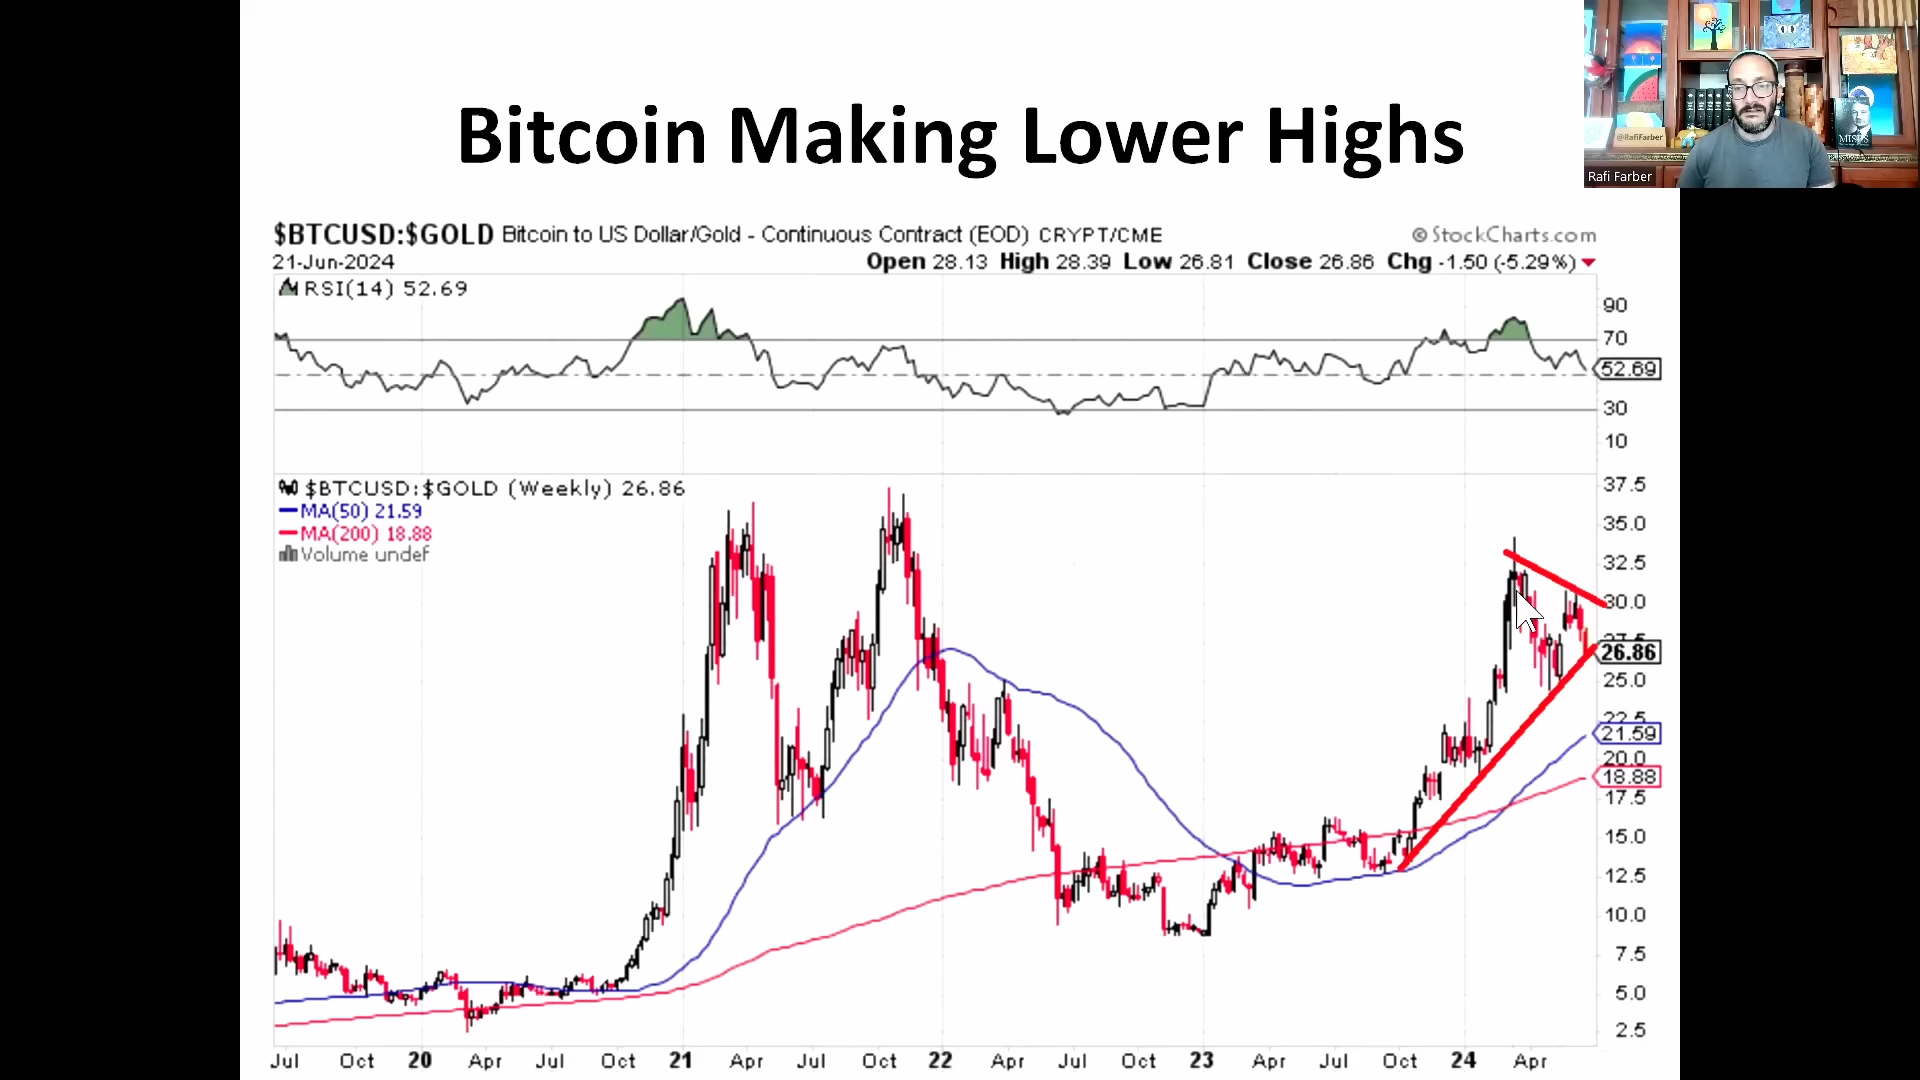 Bitcoin Making Lower Highs
@RafiFarber
MISES
Rafi Farber
$BTCUSD:$GOLD Bitcoin to US Dollar/Gold - Continuous Contract (EOD) CRYPT/CME
© StockCharts.com
21-Jun-2024
Open 28.13 High 28.39 Low 26.81 Close 26.86 Chg -1.50 (-5.29%)
RSI(14) 52.69
90
70
52.69
30
10
$BTCUSD:$GOLD (Weekly) 26.86
MA(50) 21.59
MA(200) 18.88
Volume undef
37.5
35.0
32.5
30.0
27.5
26.86
25.0
22.5
21.59
20.0
18.88
17.5
15.0
12.5
10.0
7.5
5.0
2.5
Jul Oct 20 Apr Jul Oct 21 Apr Jul Oct 22 Apr Jul Oct 23 Apr Jul Oct 24 Apr